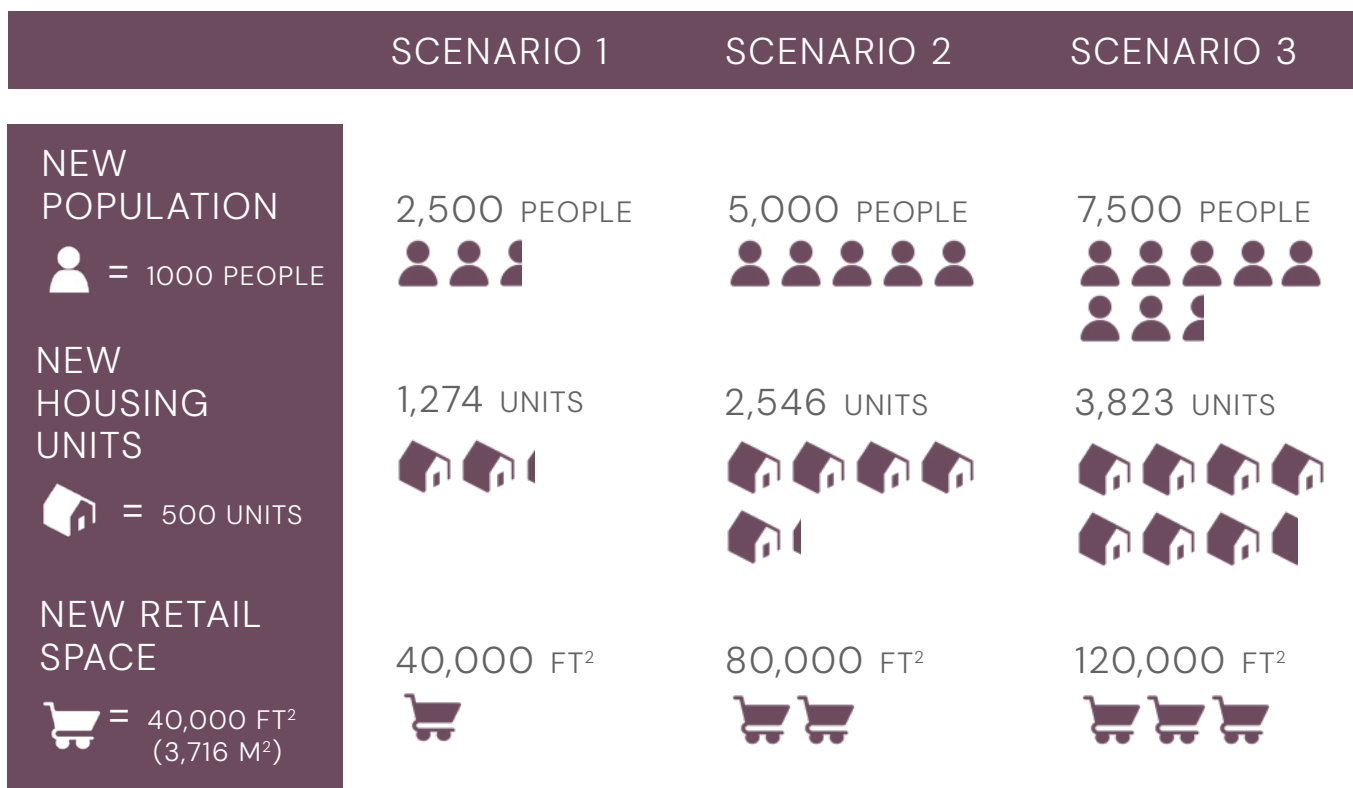 SCENARIO 1 SCENARIO 2 SCENARIO 3
NEW
POPULATION
= 1000 PEOPLE
2,500 PEOPLE 5,000 PEOPLE 7,500 PEOPLE
NEW
HOUSING
UNITS
= 500 UNITS
1,274 UNITS 2,546 UNITS 3,823 UNITS
NEW RETAIL
SPACE
= 40,000 FT²
(3,716 M²)
40,000 FT² 80,000 FT² 120,000 FT²